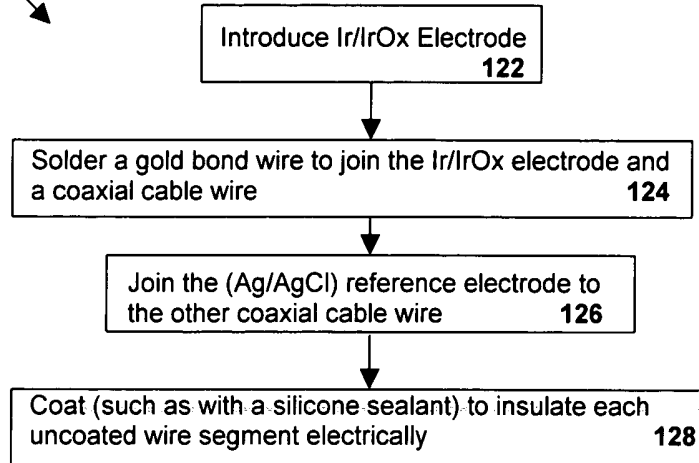 Introduce Ir/IrOx Electrode
122
Solder a gold bond wire to join the Ir/IrOx electrode and
a coaxial cable wire 124
Join the (Ag/AgCl) reference electrode to
the other coaxial cable wire 126
Coat (such as with a silicone sealant) to insulate each
uncoated wire segment electrically 128